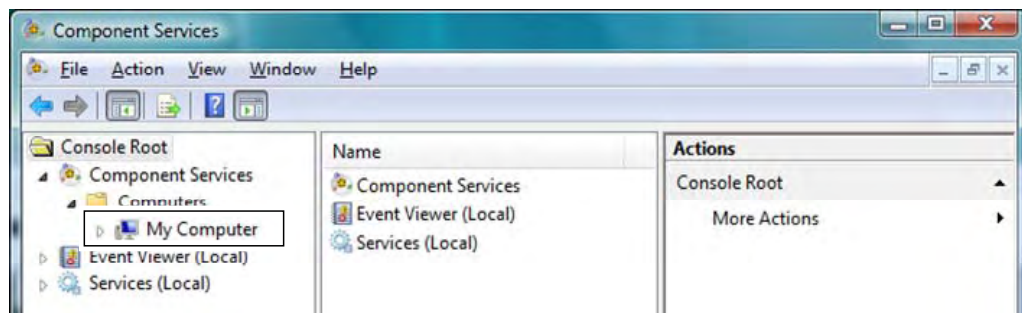 Component Services
File Action View Window Help
Console Root
Component Services
Computers
My Computer
Event Viewer (Local)
Services (Local)
Name
Component Services
Event Viewer (Local)
Services (Local)
Actions
Console Root
More Actions